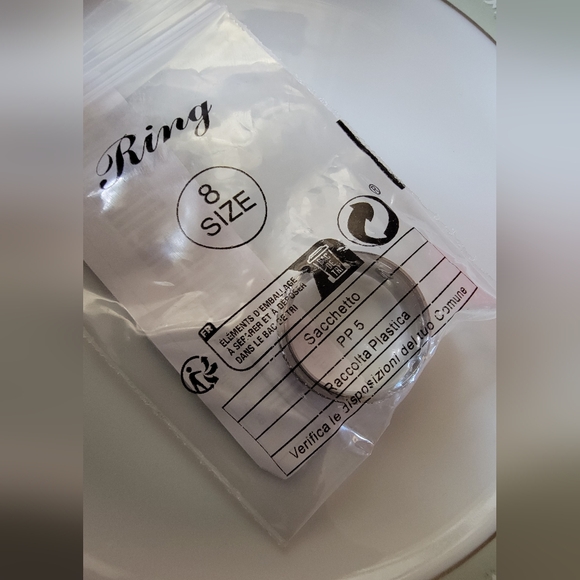 Ring
8
SIZE
®
FR
ÉLÉMENTS D'EMBALLAGE
À SÉPARER ET À DÉPOSER
DANS LE BAC DE TRI
Sacchetto
PP 5
Raccolta Plastica
Verifica le disposizioni del tuo Comune